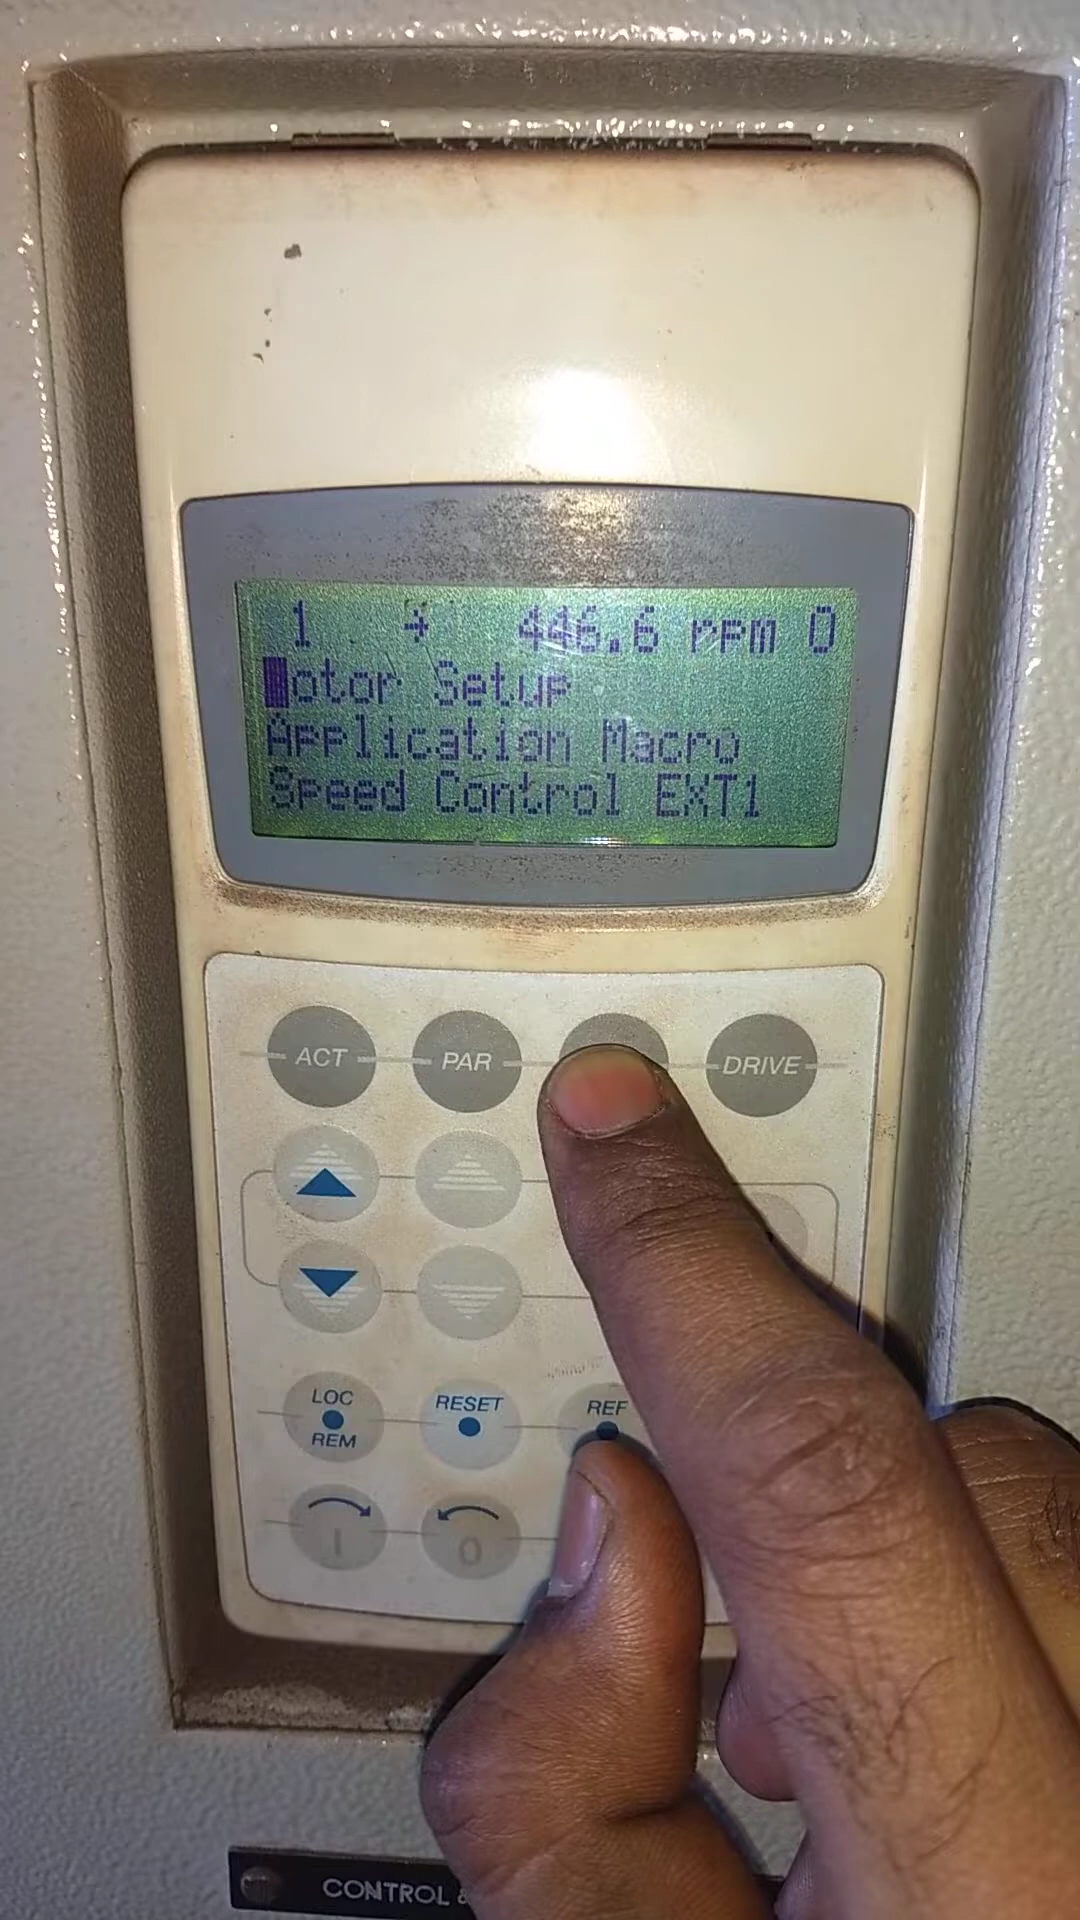 1 → 446.6 rpm 0
Motor Setup
Application Macro
Speed Control EXT1
ACT PAR DRIVE
LOC RESET REF
REM
I 0
CONTROL &